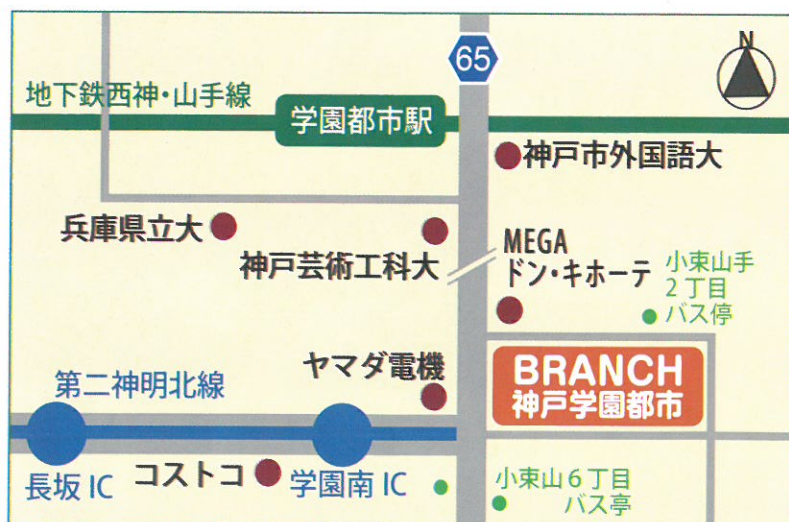 65
N
地下鉄西神・山手線
学園都市駅
神戸市外国語大
兵庫県立大
神戸芸術工科大
MEGA
ドン・キホーテ
小束山手
2丁目
バス停
ヤマダ電機
BRANCH
神戸学園都市
第二神明北線
長坂 IC
コストコ
学園南 IC
小束山6丁目
バス亭